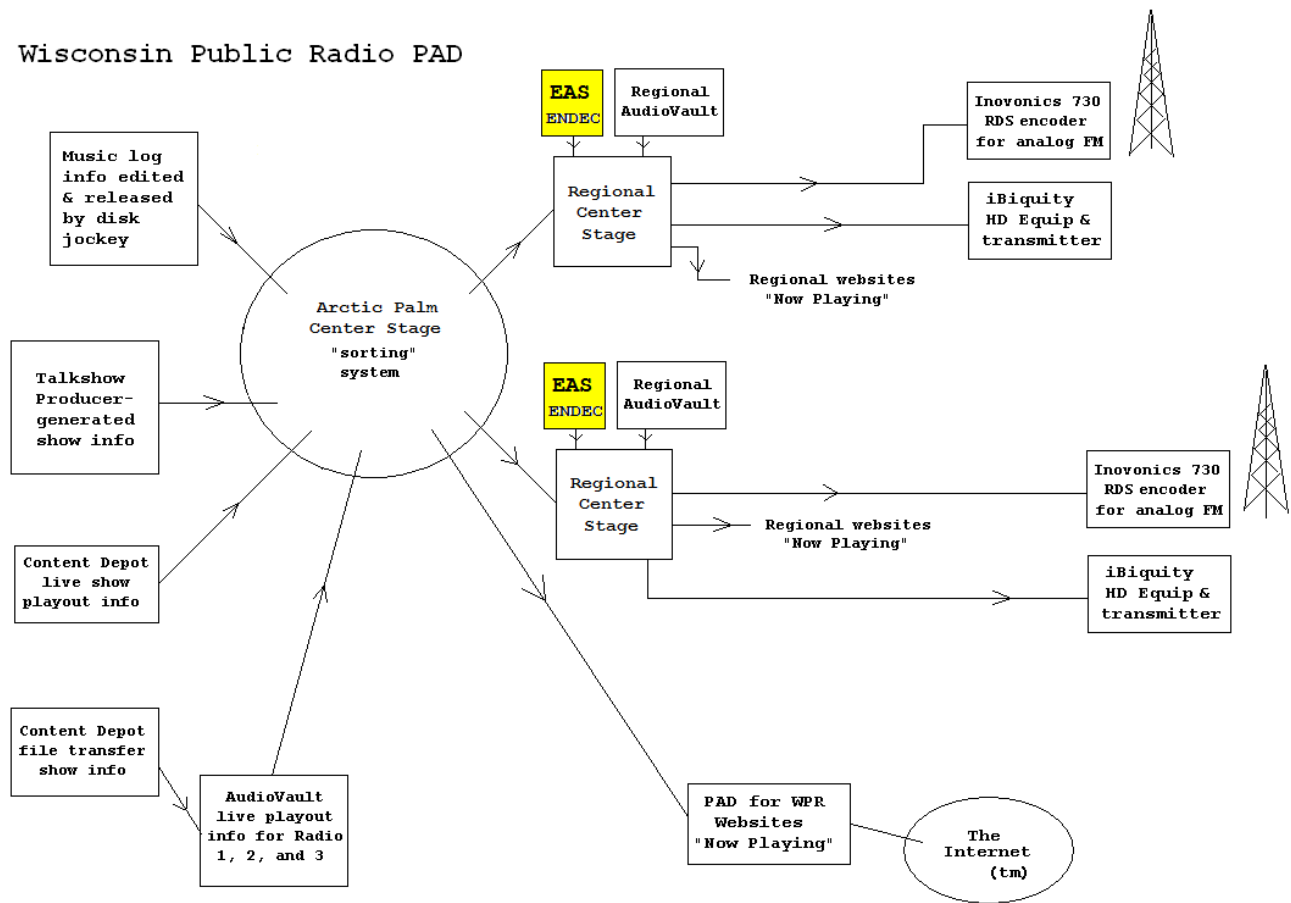 Wisconsin Public Radio PAD
Music log
info edited
& released
by disk
jockey
Talkshow
Producer-
generated
show info
Content Depot
live show
playout info
Content Depot
file transfer
show info
AudioVault
live playout
info for Radio
1, 2, and 3
Arctic Palm
Center Stage
"sorting"
system
EAS
ENDEC
Regional
AudioVault
Regional
Center
Stage
Inovonics 730
RDS encoder
for analog FM
iBiquity
HD Equip &
transmitter
Regional websites
"Now Playing"
EAS
ENDEC
Regional
AudioVault
Regional
Center
Stage
Inovonics 730
RDS encoder
for analog FM
Regional websites
"Now Playing"
iBiquity
HD Equip &
transmitter
PAD for WPR
Websites
"Now Playing"
The
Internet
(tm)